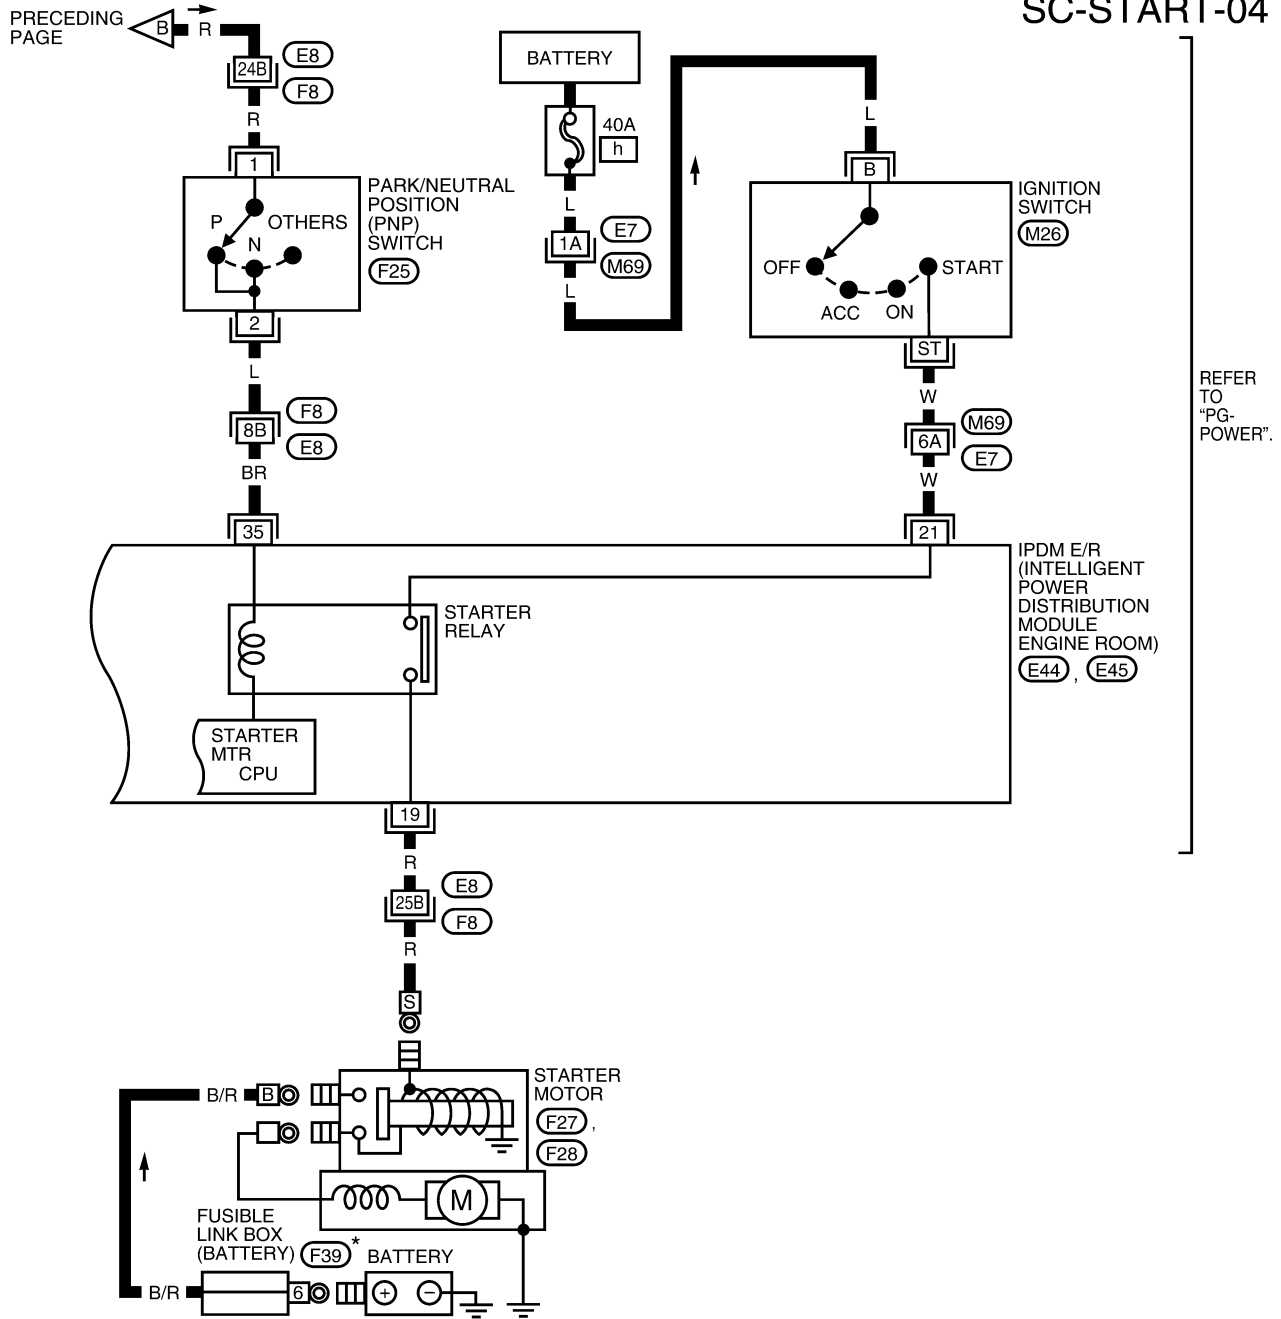 SC-START-04
PRECEDING
PAGE
B
R
24B
E8
F8
R
1
PARK/NEUTRAL
POSITION
(PNP)
SWITCH
F25
P
OTHERS
N
2
L
8B
F8
E8
BR
35
BATTERY
40A
h
L
1A
E7
M69
L
L
B
IGNITION
SWITCH
M26
OFF
START
ACC
ON
ST
W
6A
M69
E7
W
21
REFER
TO
“PG-
POWER”.
IPDM E/R
(INTELLIGENT
POWER
DISTRIBUTION
MODULE
ENGINE ROOM)
E44 , E45
STARTER
RELAY
STARTER
MTR
CPU
19
R
25B
E8
F8
R
S
STARTER
MOTOR
F27 ,
F28
B/R
B
M
FUSIBLE
LINK BOX
(BATTERY) F39 *
BATTERY
B/R
6
+
−